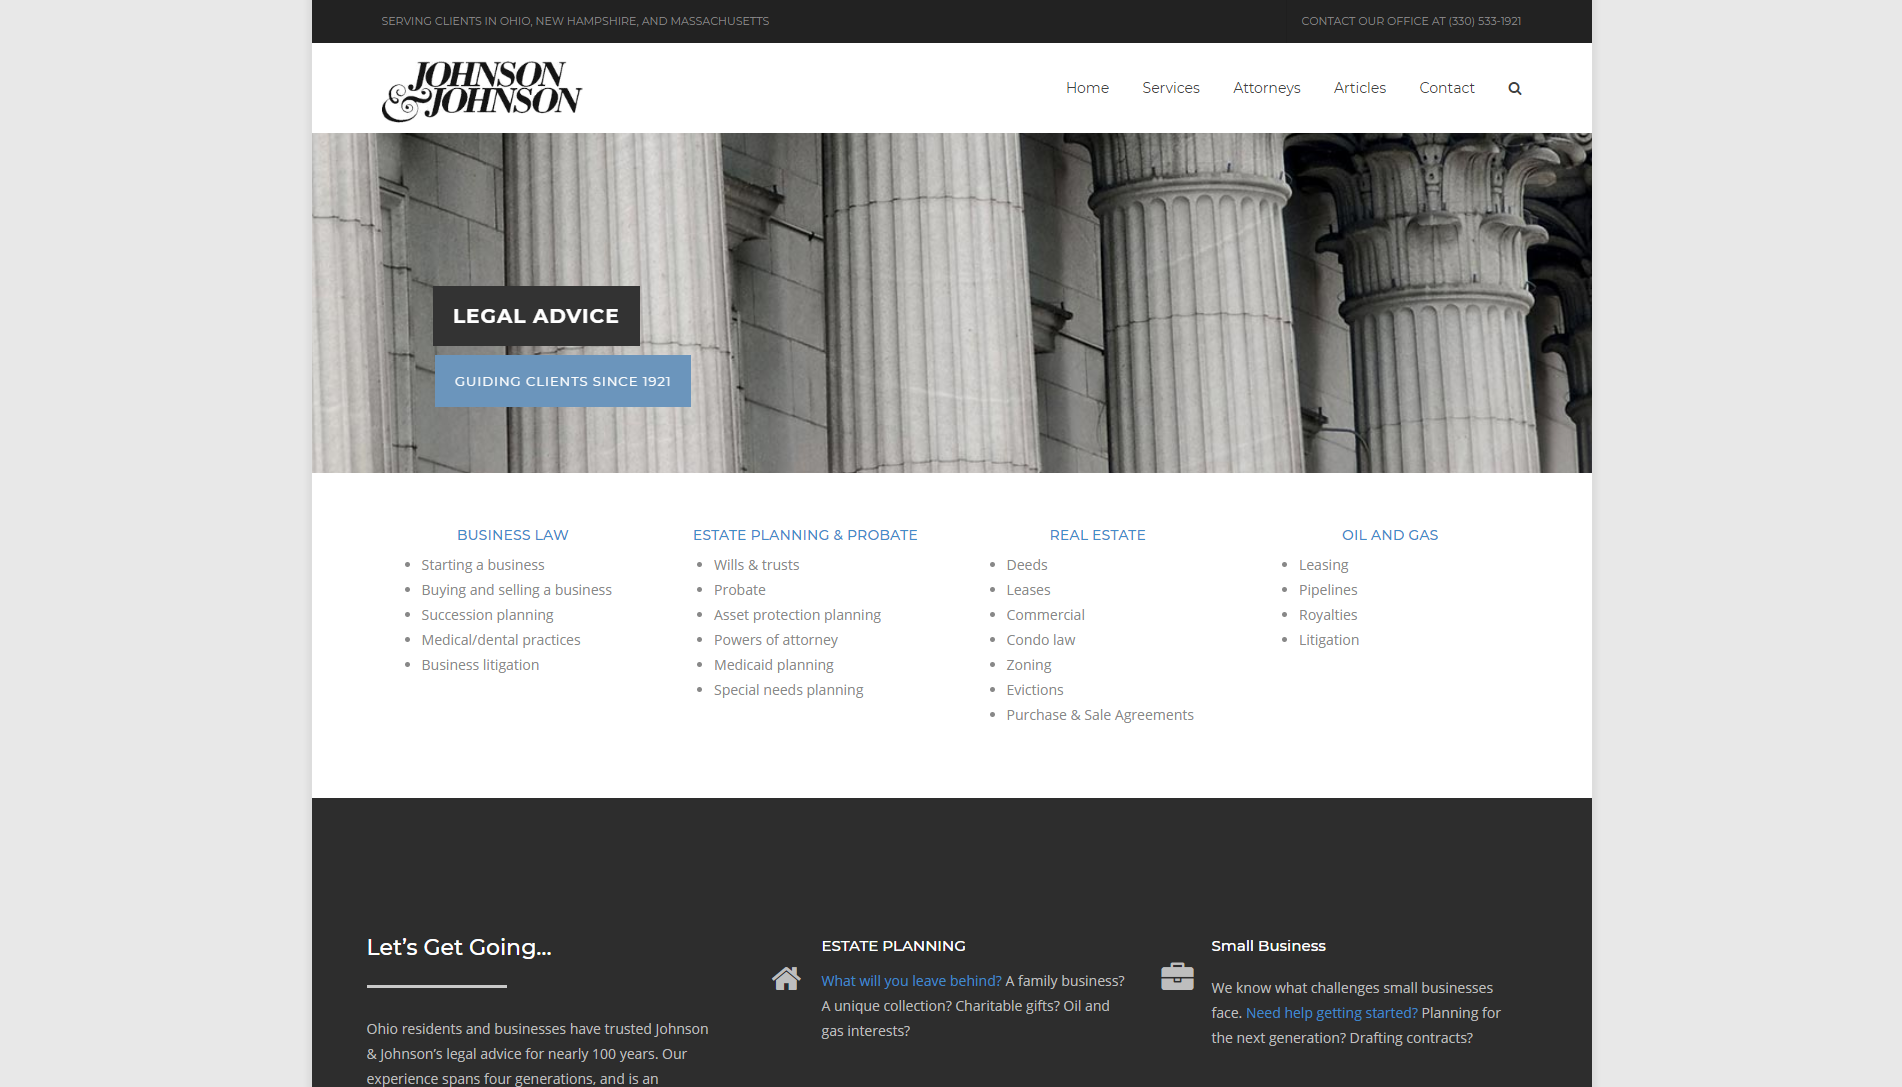 SERVING CLIENTS IN OHIO, NEW HAMPSHIRE, AND MASSACHUSETTS
CONTACT OUR OFFICE AT (330) 533-1921
JOHNSON
& JOHNSON
Home
Services
Attorneys
Articles
Contact
LEGAL ADVICE
GUIDING CLIENTS SINCE 1921
BUSINESS LAW
Starting a business
Buying and selling a business
Succession planning
Medical/dental practices
Business litigation
ESTATE PLANNING & PROBATE
Wills & trusts
Probate
Asset protection planning
Powers of attorney
Medicaid planning
Special needs planning
REAL ESTATE
Deeds
Leases
Commercial
Condo law
Zoning
Evictions
Purchase & Sale Agreements
OIL AND GAS
Leasing
Pipelines
Royalties
Litigation
Let’s Get Going…
Ohio residents and businesses have trusted Johnson
& Johnson’s legal advice for nearly 100 years. Our
experience spans four generations, and is an
ESTATE PLANNING
What will you leave behind? A family business?
A unique collection? Charitable gifts? Oil and
gas interests?
Small Business
We know what challenges small businesses
face. Need help getting started? Planning for
the next generation? Drafting contracts?